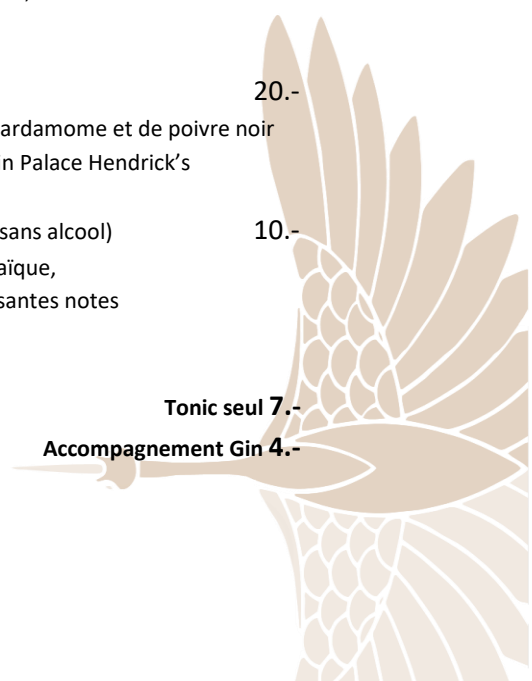 20.-
ardamome et de poivre noir
in Palace Hendrick’s
sans alcool) 10.-
aïque,
santes notes
Tonic seul 7.-
Accompagnement Gin 4.-